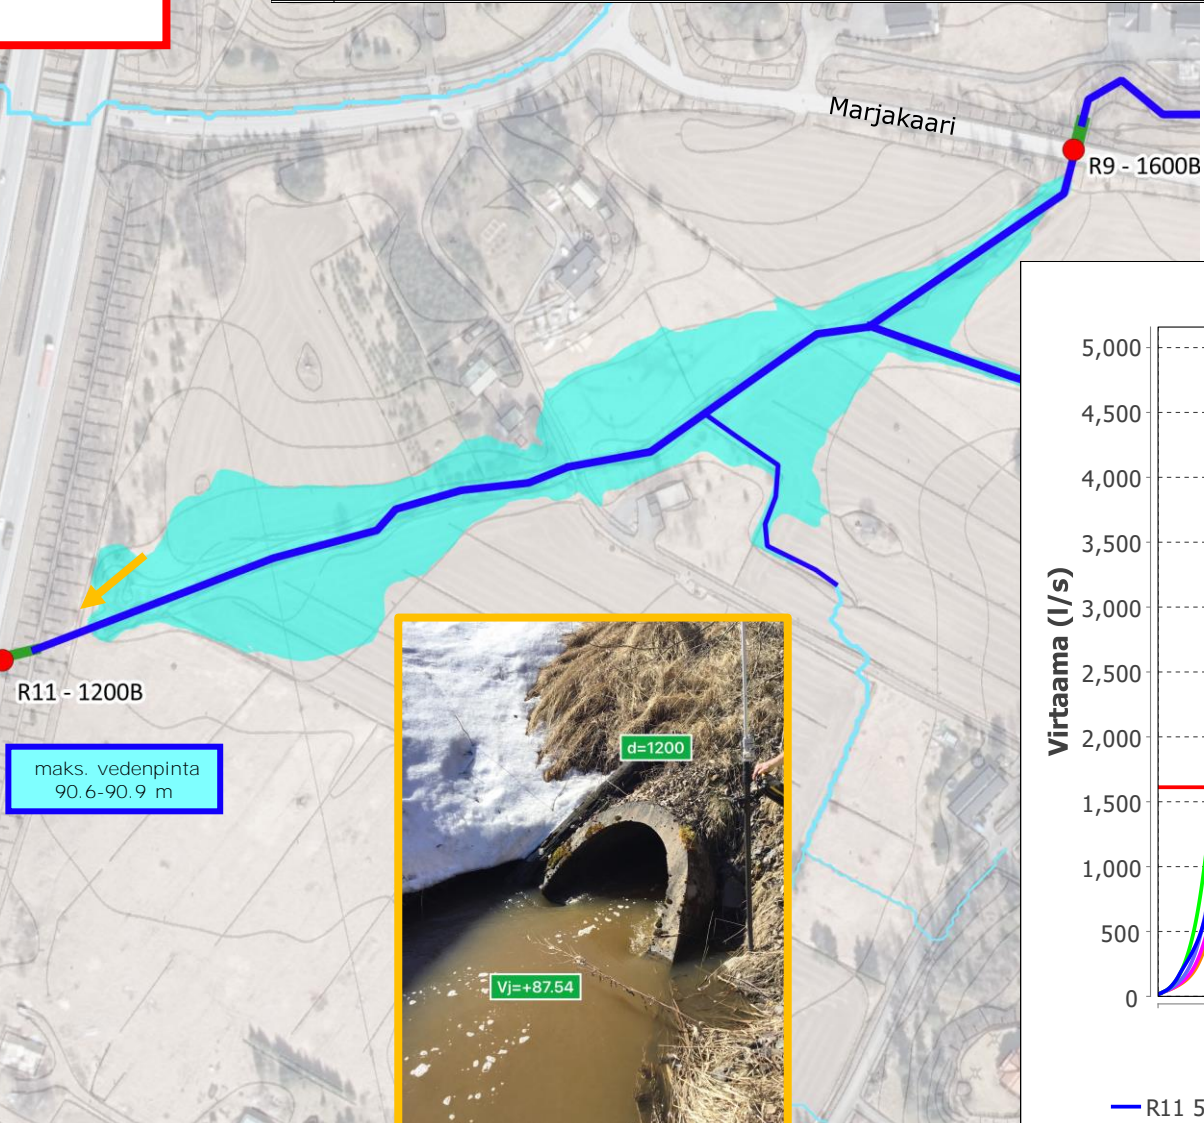 Marjakaari
R9 - 1600B
R11 - 1200B
maks. vedenpinta
90.6-90.9 m
d=1200
Vj=+87.54
Virtaama (l/s)
5,000
4,500
4,000
3,500
3,000
2,500
2,000
1,500
1,000
500
0
R11 5